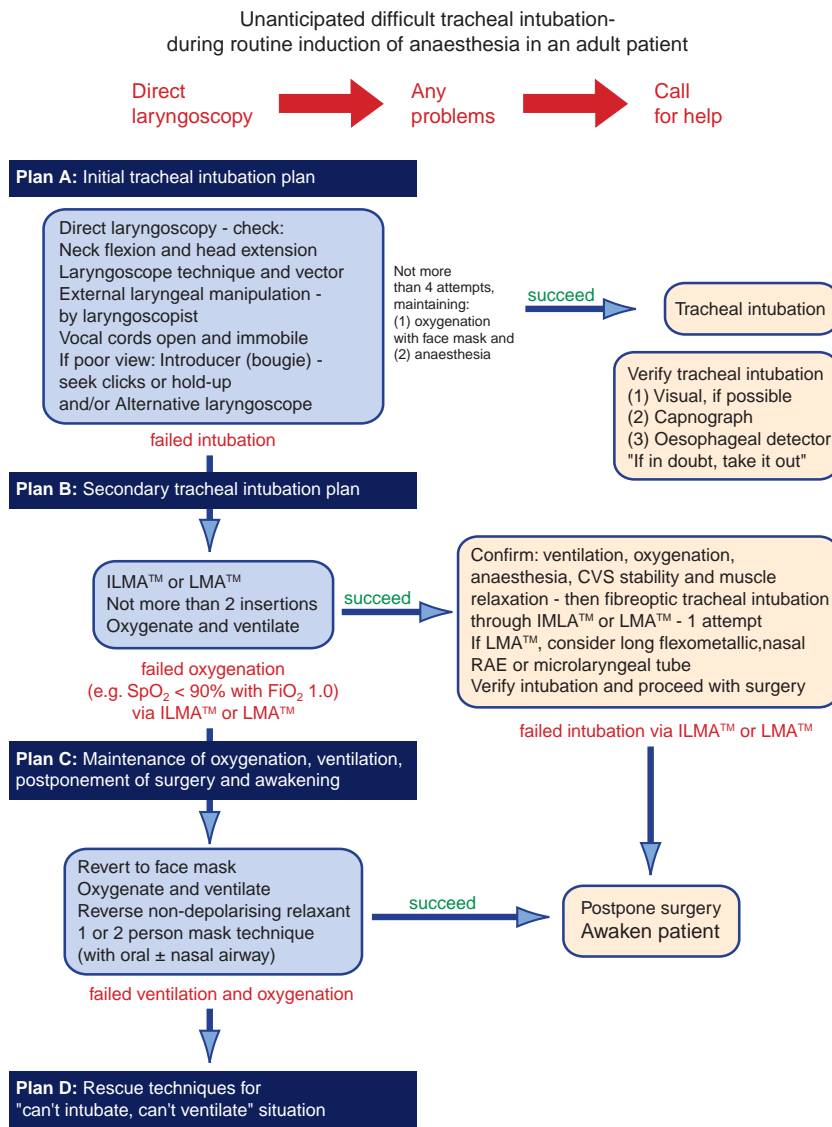 Unanticipated difficult tracheal intubation-
during routine induction of anaesthesia in an adult patient
Direct
laryngoscopy
Any
problems
Call
for help
Plan A: Initial tracheal intubation plan
Direct laryngoscopy - check:
Neck flexion and head extension
Laryngoscope technique and vector
External laryngeal manipulation -
by laryngoscopist
Vocal cords open and immobile
If poor view: Introducer (bougie) -
seek clicks or hold-up
and/or Alternative laryngoscope
Not more
than 4 attempts,
maintaining:
(1) oxygenation
with face mask and
(2) anaesthesia
succeed
Tracheal intubation
Verify tracheal intubation
(1) Visual, if possible
(2) Capnograph
(3) Oesophageal detector
"If in doubt, take it out"
failed intubation
Plan B: Secondary tracheal intubation plan
ILMA™ or LMA™
Not more than 2 insertions
Oxygenate and ventilate
succeed
Confirm: ventilation, oxygenation,
anaesthesia, CVS stability and muscle
relaxation - then fibreoptic tracheal intubation
through IMLA™ or LMA™ - 1 attempt
If LMA™, consider long flexometallic,nasal
RAE or microlaryngeal tube
Verify intubation and proceed with surgery
failed oxygenation
(e.g. SpO₂ < 90% with FiO₂ 1.0)
via ILMA™ or LMA™
failed intubation via ILMA™ or LMA™
Plan C: Maintenance of oxygenation, ventilation,
postponement of surgery and awakening
Revert to face mask
Oxygenate and ventilate
Reverse non-depolarising relaxant
1 or 2 person mask technique
(with oral ± nasal airway)
succeed
Postpone surgery
Awaken patient
failed ventilation and oxygenation
Plan D: Rescue techniques for
"can't intubate, can't ventilate" situation